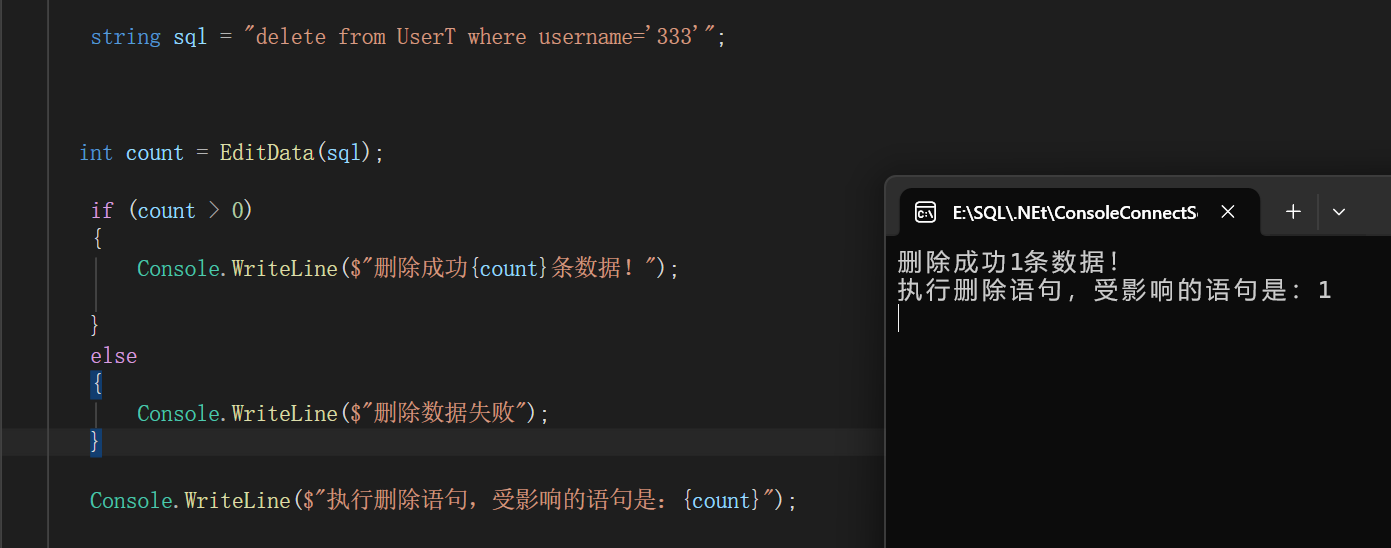 string sql = "delete from UserT where username='333'";
int count = EditData(sql);
if (count > 0)
{
Console.WriteLine($"删除成功{count}条数据！");
}
else
{
Console.WriteLine($"删除数据失败");
}
Console.WriteLine($"执行删除语句，受影响的语句是：{count}");
E:\SQL\.NEt\ConsoleConnectS
删除成功1条数据！
执行删除语句，受影响的语句是：1